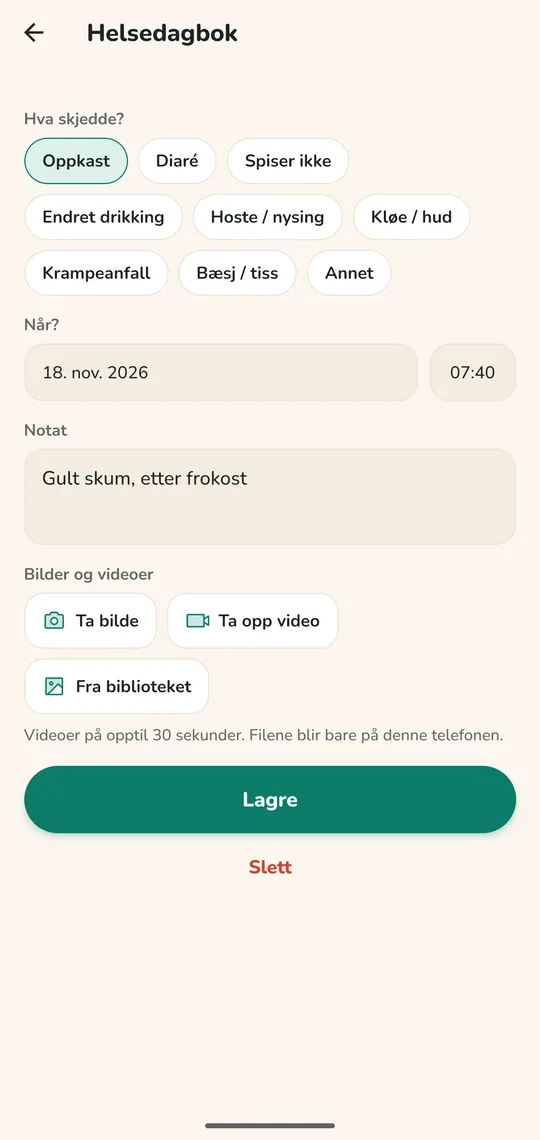 Helsedagbok
Hva skjedde?
Oppkast Diaré Spiser ikke
Endret drikking Hoste / nysing Kløe / hud
Krampeanfall Bæsj / tiss Annet
Når?
18. nov. 2026 07:40
Notat
Gult skum, etter frokost
Bilder og videoer
Ta bilde Ta opp video
Fra biblioteket
Videoer på opptil 30 sekunder. Filene blir bare på denne telefonen.
Lagre
Slett